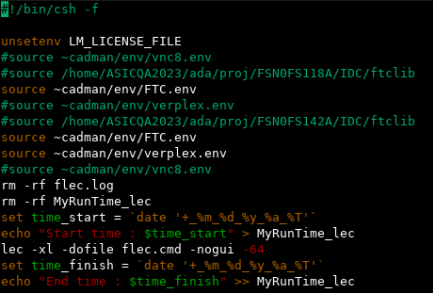 #!/bin/csh -f
unsetenv LM_LICENSE_FILE
#source ~cadman/env/vnc8.env
#source /home/ASICQA2023/ada/proj/FSN0FS118A/IDC/ftclib
source ~cadman/env/FTC.env
#source ~cadman/env/verplex.env
#source /home/ASICQA2023/ada/proj/FSN0FS142A/IDC/ftclib
source ~cadman/env/FTC.env
source ~cadman/env/verplex.env
#source ~cadman/env/vnc8.env
rm -rf flec.log
rm -rf MyRunTime_lec
set time_start = `date '+_%m_%d_%y_%a_%T'`
echo "Start time : $time_start" > MyRunTime_lec
lec -xl -dofile flec.cmd -nogui -64
set time_finish = `date '+_%m_%d_%y_%a_%T'`
echo "End time : $time_finish" >> MyRunTime_lec